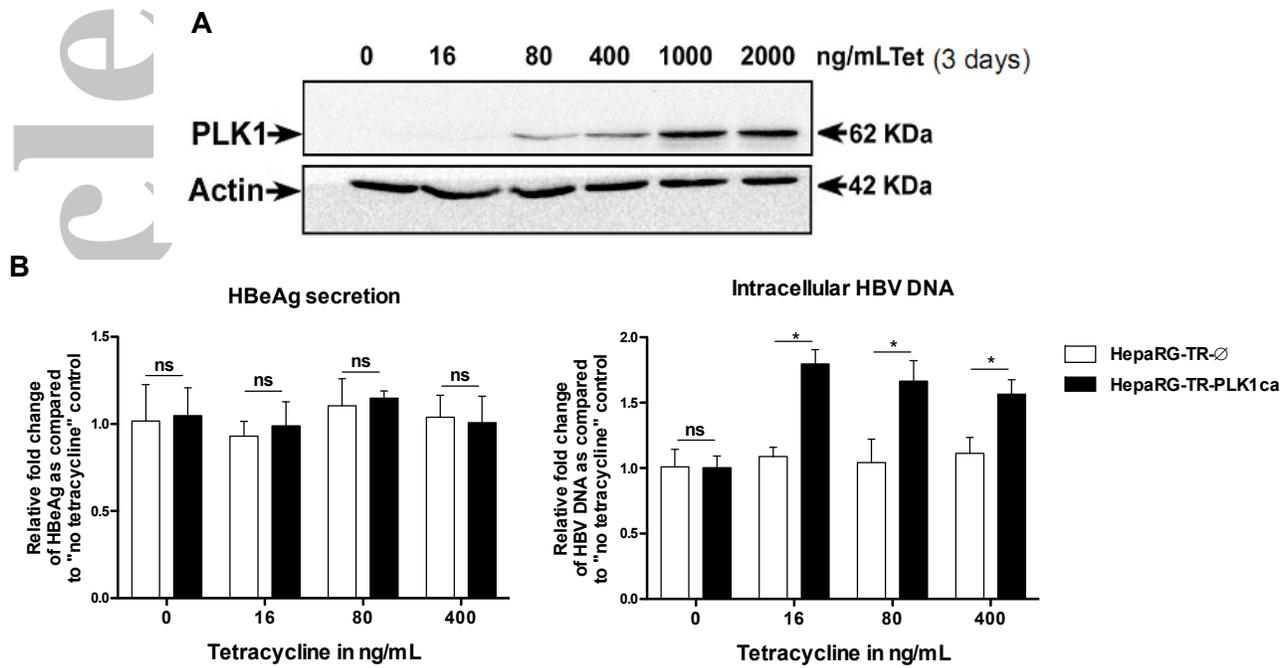 cle
A
0 16 80 400 1000 2000 ng/mLTet (3 days)
PLK1 62 KDa
Actin 42 KDa
B
HBeAg secretion
Relative fold change
of HBeAg as compared
to "no tetracycline" control
1.5
1.0
0.5
0.0
ns ns ns ns
0 16 80 400
Tetracycline in ng/mL
Intracellular HBV DNA
Relative fold change
of HBV DNA as compared
to "no tetracycline" control
2.0
1.5
1.0
0.5
0.0
ns * * *
0 16 80 400
Tetracycline in ng/mL
HepaRG-TR-∅
HepaRG-TR-PLK1ca